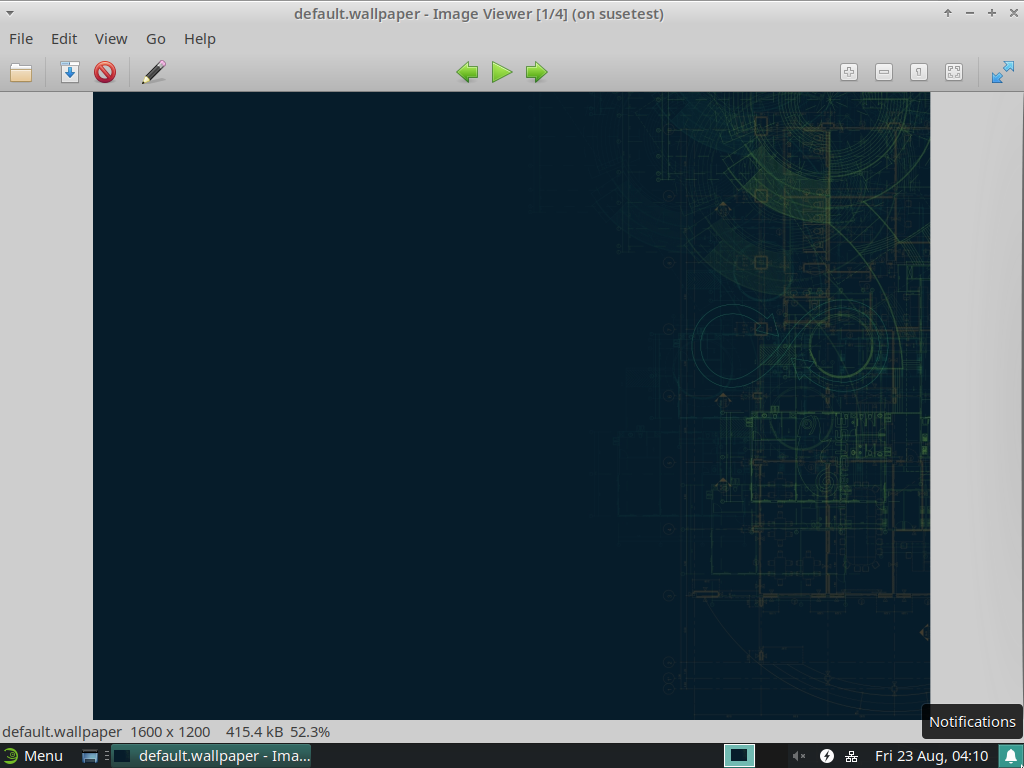 default.wallpaper - Image Viewer [1/4] (on susetest)
File Edit View Go Help
default.wallpaper 1600 x 1200 415.4 kB 52.3%
Notifications
Menu default.wallpaper - Ima... Fri 23 Aug, 04:10